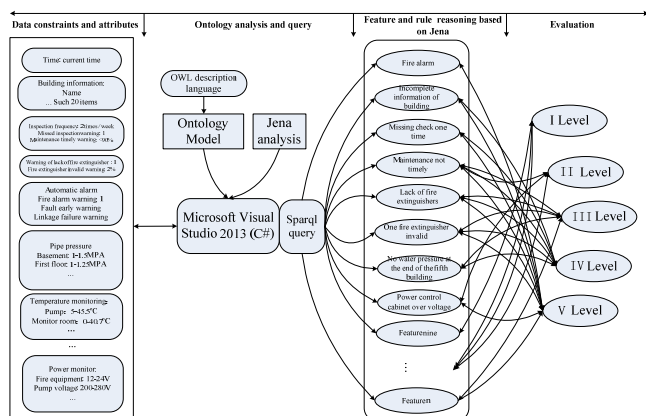 Data constraints and attributes
Ontology analysis and query
Feature and rule reasoning based
on Jena
Evaluation
Time: current time
Building information:
Name
... Such 20 items
Inspection frequency: 2times / week
Missed inspection warning: 1
Maintenance timely warning
Warning of lack of fire extinguisher : 1
Fire extinguisher invalid warning 2%
Automatic alarm
Fire alarm warning 1
Fault early warning
Linkage failure warning
Pipe pressure
Basement: 1-1.5MPA
First floor: 1-1.25MPA
...
Temperature monitoring:
Pump: 5-45.5°C
Monitor room: 0-40.7°C
...
...
Power monitor:
Fire equipment: 12-24V
Pump voltage: 200-280V
...
OWL description
language
Ontology
Model
Jena
analysis
Microsoft Visual
Studio 2013 (C#)
Sparql
query
Fire alarm
Incomplete
information of
building
Missing check one
time
Maintenance not
timely
Lack of fire
extinguishers
One fire extinguisher
invalid
No water pressure at
the end of the fifth
building
Power control
cabinet over voltage
Featurenine
...
Feature n
I Level
II Level
III Level
IV Level
V Level